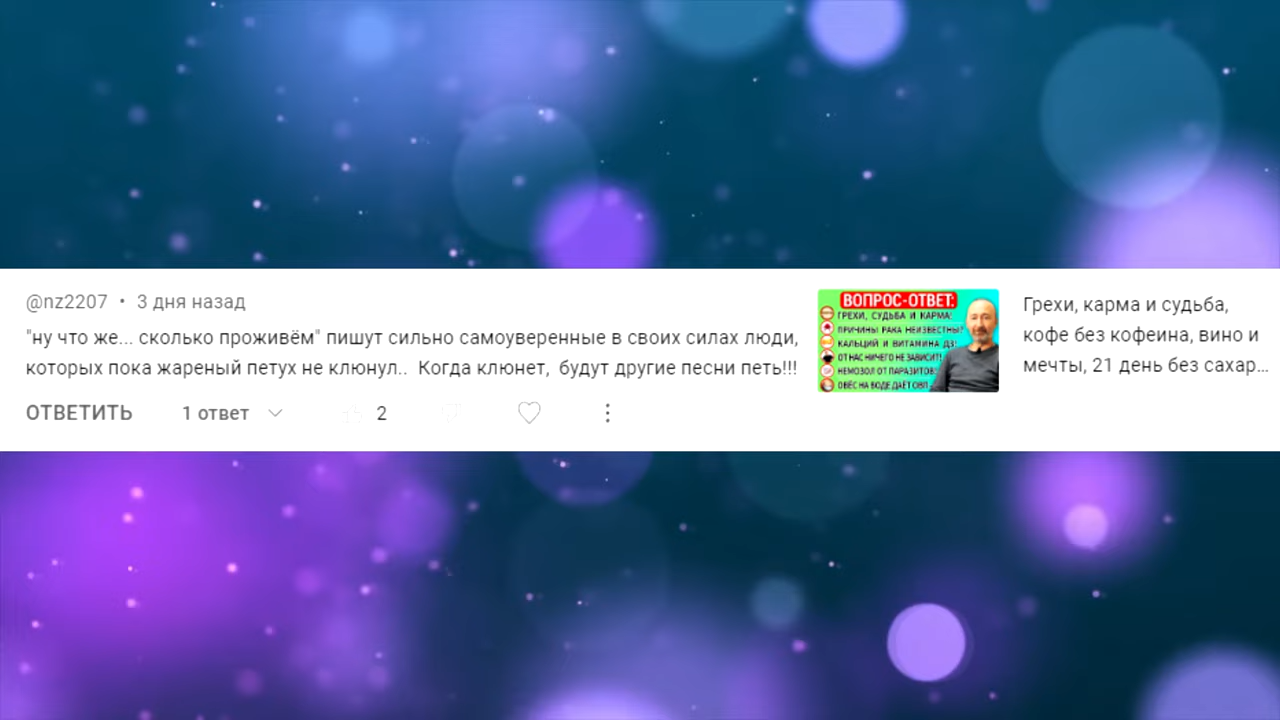 @nz2207 • 3 дня назад
"ну что же... сколько проживём" пишут сильно самоуверенные в своих силах люди,
которых пока жареный петух не клюнул.. Когда клюнет, будут другие песни петь!!!
ОТВЕТИТЬ 1 ответ 2
ВОПРОС-ОТВЕТ:
ГРЕХИ, СУДЬБА И КАРМА:
ПРИЧИНЫ РАКА НЕИЗВЕСТНЫ?
КАЛЬЦИЙ И ВИТАМИНА Д3:
ОТ НАС НИЧЕГО НЕ ЗАВИСИТ!
НЕМОЗОЛ ОТ ПАРАЗИТОВ:
ОВЁС НА ВОДЕ ДАЁТ
Грехи, карма и судьба,
кофе без кофеина, вино и
мечты, 21 день без сахар...